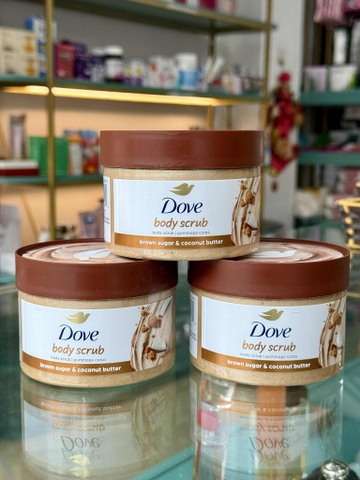 Dove
body scrub
body scrub | gommage corps
brown sugar & coconut butter
Dove
body scrub
body scrub | gommage corps
brown sugar & coconut butter
Dove
body scrub
body scrub | gommage corps
brown sugar & coconut butter